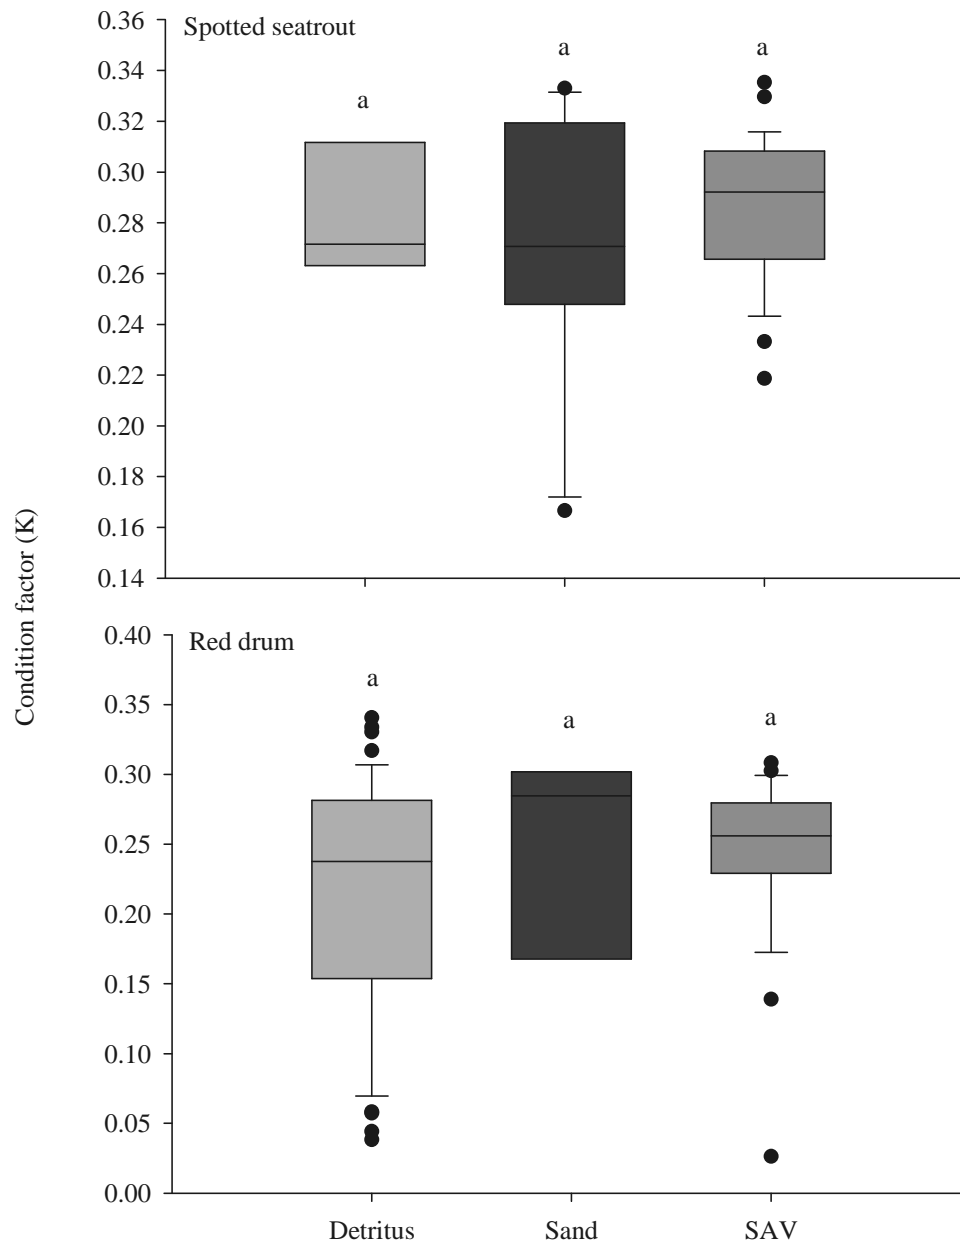 Condition factor (K)
Spotted seatrout
0.36
0.34
0.32
0.30
0.28
0.26
0.24
0.22
0.20
0.18
0.16
0.14
a
a
a
Red drum
0.40
0.35
0.30
0.25
0.20
0.15
0.10
0.05
0.00
a
a
a
Detritus
Sand
SAV